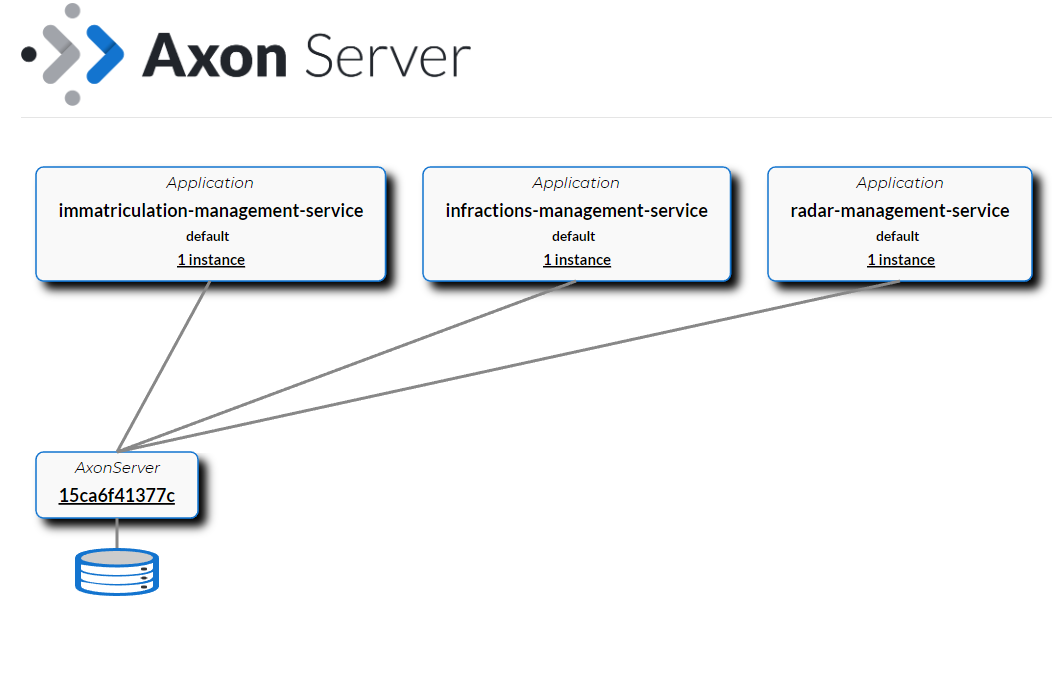 Axon Server
Application
immatriculation-management-service
default
1 instance
Application
infractions-management-service
default
1 instance
Application
radar-management-service
default
1 instance
AxonServer
15ca6f41377c